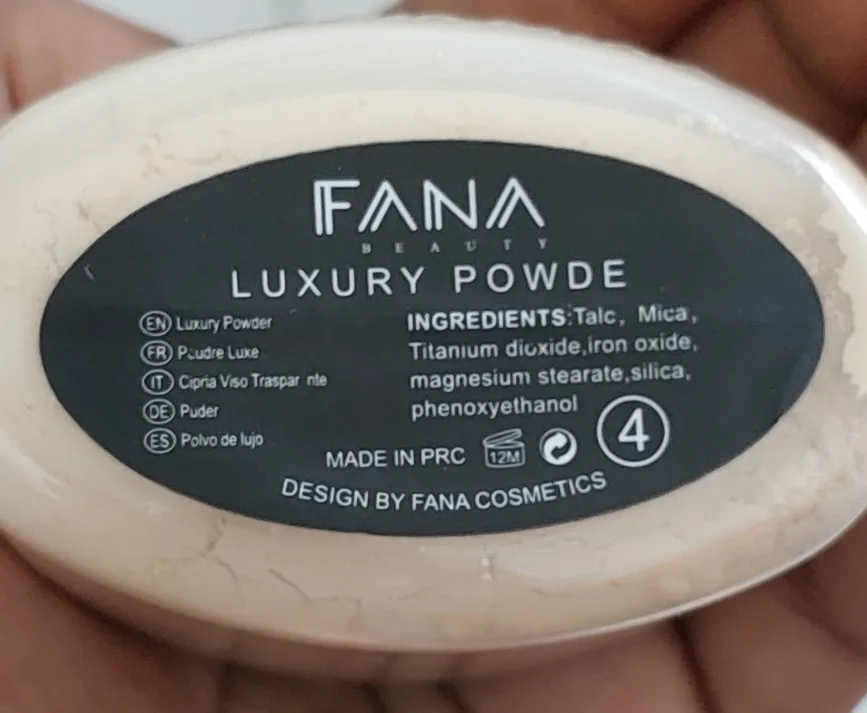 FANA
BEAUTY
LUXURY POWDE
EN Luxury Powder
FR Poudre Luxe
IT Cipria Viso Traspar nte
DE Puder
ES Polvo de lujo
INGREDIENTS:Talc, Mica,
Titanium dioxide,iron oxide,
magnesium stearate,silica,
phenoxyethanol
4
MADE IN PRC 12M
DESIGN BY FANA COSMETICS